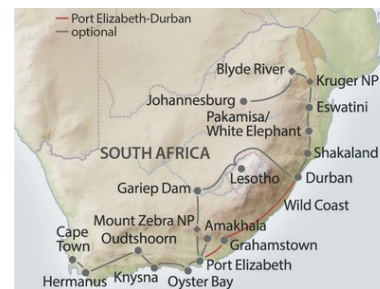 Port Elizabeth-Durban
optional
Blyde River
Kruger NP
Johannesburg
Eswatini
Pakamisa/
White Elephant
Shakaland
SOUTH AFRICA
Lesotho
Durban
Gariep Dam
Wild Coast
Mount Zebra NP
Amakhala
Cape
Town
Oudtshoorn
Grahamstown
Port Elizabeth
Hermanus
Knysna
Oyster Bay